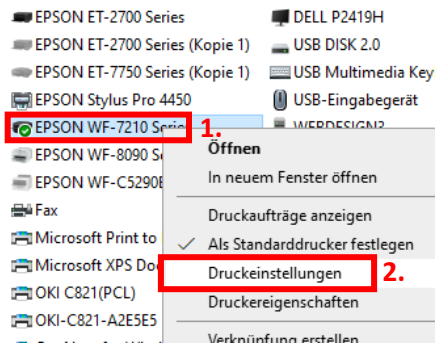 EPSON ET-2700 Series
EPSON ET-2700 Series (Kopie 1)
EPSON ET-7750 Series (Kopie 1)
EPSON Stylus Pro 4450
EPSON WF-7210 Series
EPSON WF-8090 S
EPSON WF-C5290
Fax
Microsoft Print to
Microsoft XPS Do
OKI C821(PCL)
OKI-C821-A2E5E5
DELL P2419H
USB DISK 2.0
USB Multimedia Key
USB-Eingabegerät
WEBDESIGN2
1.
Öffnen
In neuem Fenster öffnen
Druckaufträge anzeigen
Als Standarddrucker festlegen
Druckeinstellungen
2.
Druckereigenschaften
Verknüpfung erstellen